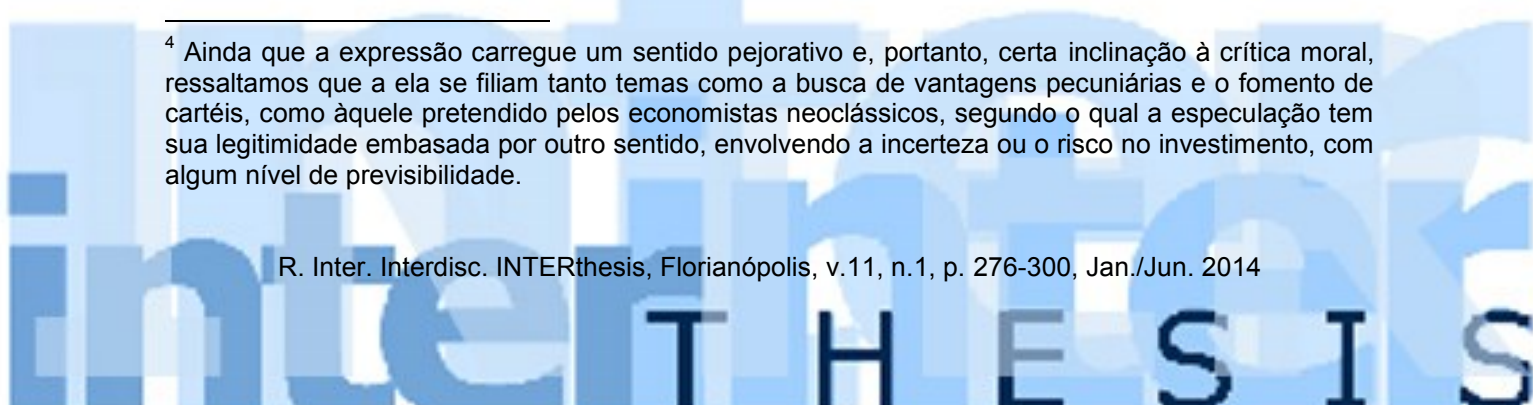 4 Ainda que a expressão carregue um sentido pejorativo e, portanto, certa inclinação à crítica moral,
ressaltamos que a ela se filiam tanto temas como a busca de vantagens pecuniárias e o fomento de
cartéis, como àquele pretendido pelos economistas neoclássicos, segundo o qual a especulação tem
sua legitimidade embasada por outro sentido, envolvendo a incerteza ou o risco no investimento, com
algum nível de previsibilidade.
R. Inter. Interdisc. INTERthesis, Florianópolis, v.11, n.1, p. 276-300, Jan./Jun. 2014
inter
THESIS